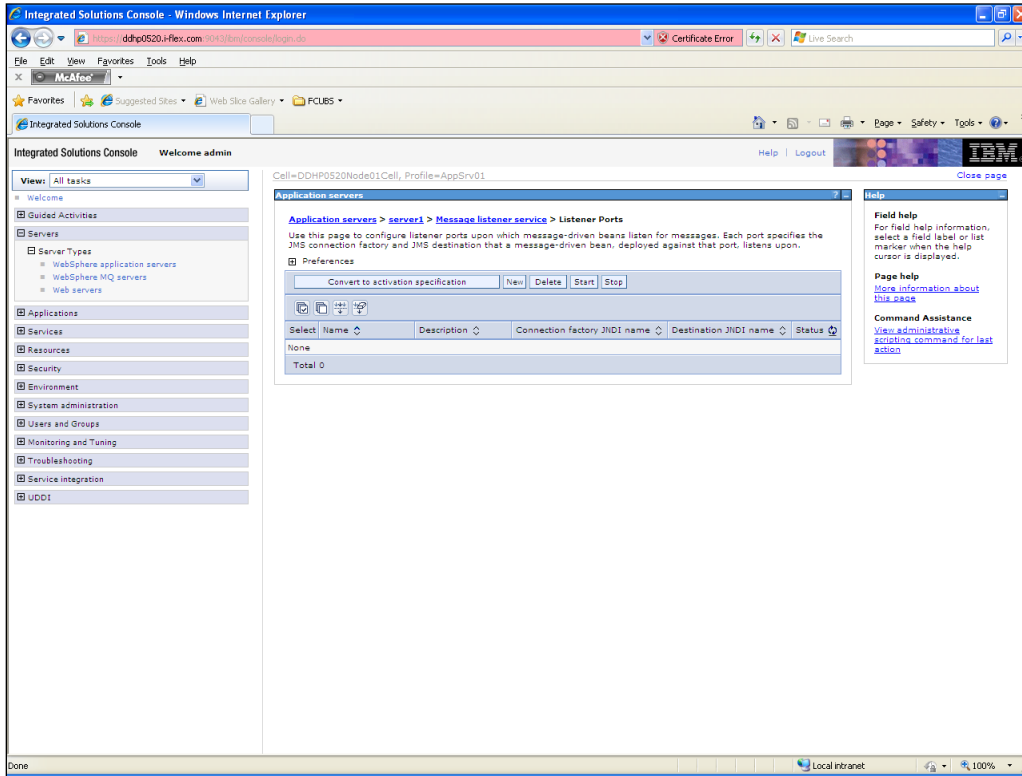 Integrated Solutions Console - Windows Internet Explorer
https://ddhp0520.i-flex.com:9043/ibm/console/login.do
Certificate Error
Live Search
File Edit View Favorites Tools Help
McAfee
Favorites Suggested Sites Web Slice Gallery FCUBS
Integrated Solutions Console
Page Safety Tools
Integrated Solutions Console Welcome admin
Help | Logout
IBM
View: All tasks
Welcome
Guided Activities
Servers
Server Types
WebSphere application servers
WebSphere MQ servers
Web servers
Applications
Services
Resources
Security
Environment
System administration
Users and Groups
Monitoring and Tuning
Troubleshooting
Service integration
UDDI
Cell=DDHP0520Node01Cell, Profile=AppSrv01
Close page
Application servers
Application servers > server1 > Message listener service > Listener Ports
Use this page to configure listener ports upon which message-driven beans listen for messages. Each port specifies the
JMS connection factory and JMS destination that a message-driven bean, deployed against that port, listens upon.
Preferences
Convert to activation specification New Delete Start Stop
Select Name Description Connection factory JNDI name Destination JNDI name Status
None
Total 0
Help
Field help
For field help information,
select a field label or list
marker when the help
cursor is displayed.
Page help
More information about
this page
Command Assistance
View administrative
scripting command for last
action
Done
Local intranet
100%